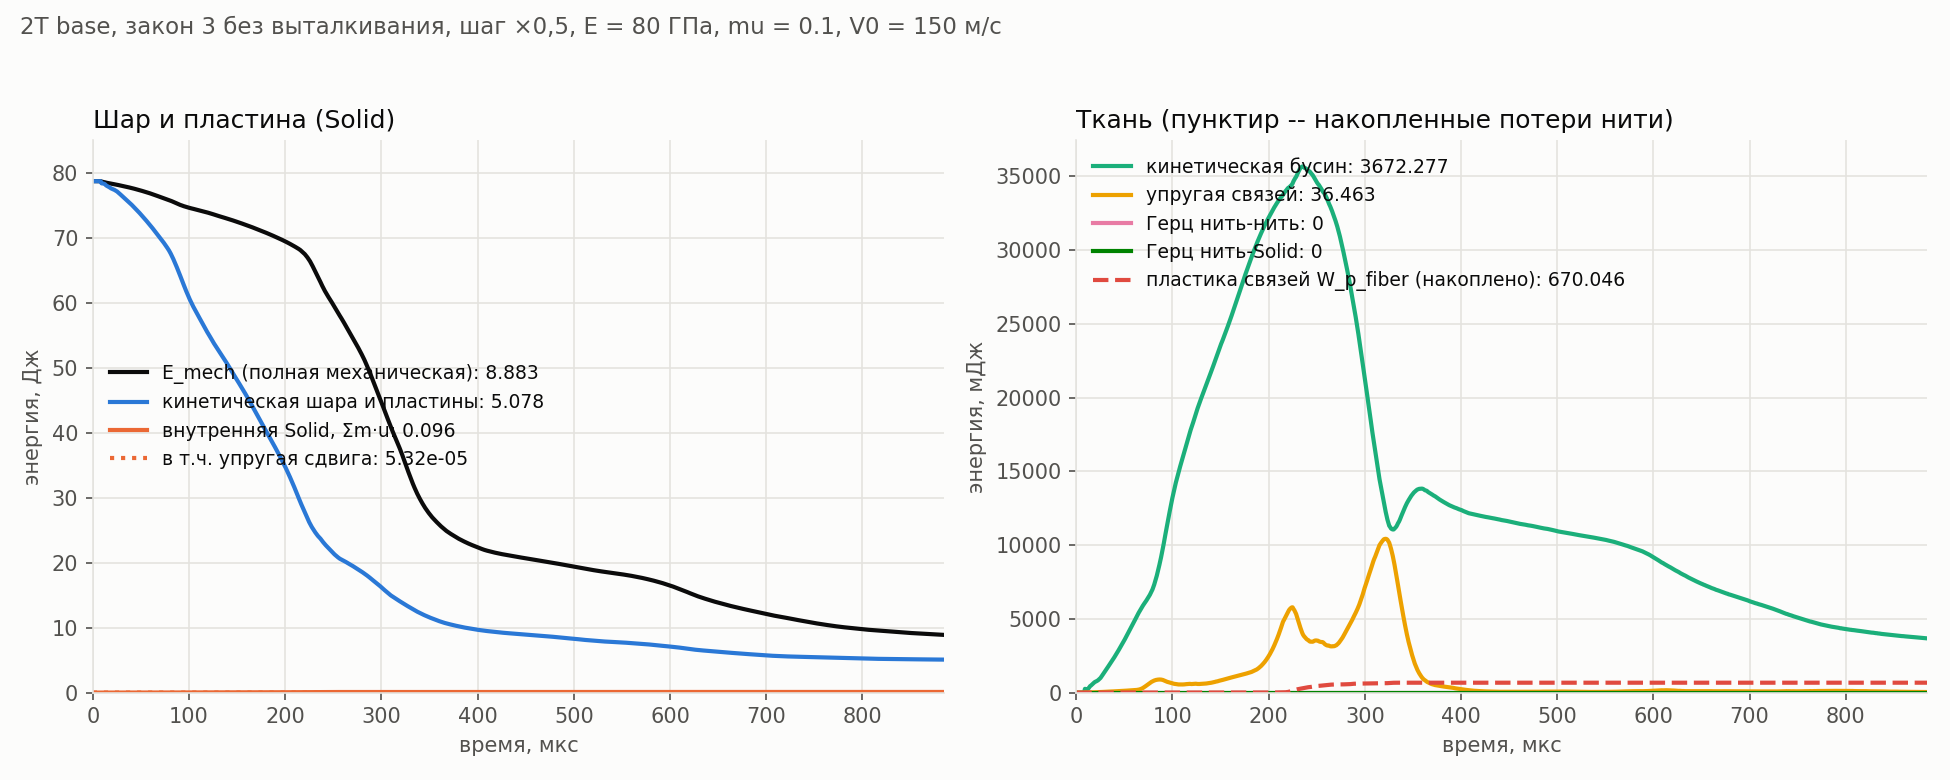 2T base, закон 3 без выталкивания, шаг ×0,5, E = 80 ГПа, mu = 0.1, V0 = 150 м/с
Шар и пластина (Solid)
энергия, Дж
80
70
60
50
40
30
20
10
0
E_mech (полная механическая): 8.883
кинетическая шара и пластины: 5.078
внутренняя Solid, Σm·u: 0.096
в т.ч. упругая сдвига: 5.32e-05
0 100 200 300 400 500 600 700 800
время, мкс
Ткань (пунктир -- накопленные потери нити)
энергия, мДж
35000
30000
25000
20000
15000
10000
5000
0
кинетическая бусин: 3672.277
упругая связей: 36.463
Герц нить-нить: 0
Герц нить-Solid: 0
пластика связей W_p_fiber (накоплено): 670.046
0 100 200 300 400 500 600 700 800
время, мкс